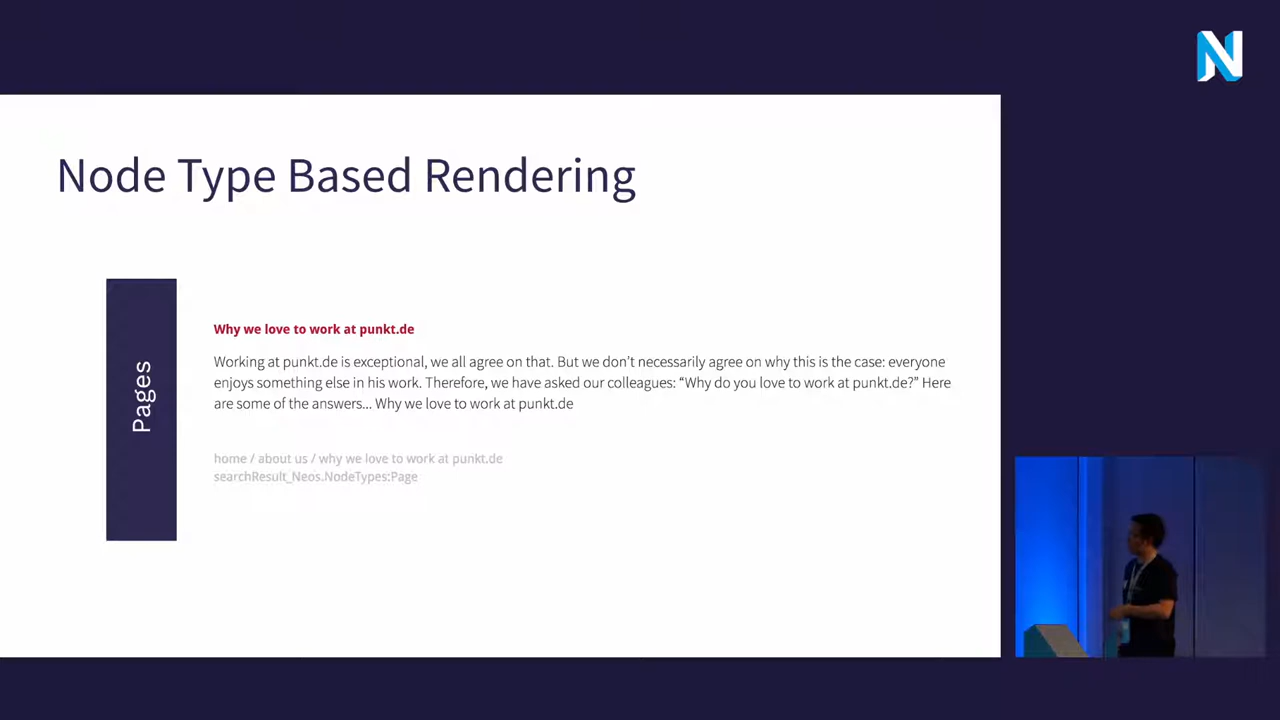 Node Type Based Rendering
Pages
Why we love to work at punkt.de
Working at punkt.de is exceptional, we all agree on that. But we don’t necessarily agree on why this is the case: everyone
enjoys something else in his work. Therefore, we have asked our colleagues: “Why do you love to work at punkt.de?” Here
are some of the answers... Why we love to work at punkt.de
home / about us / why we love to work at punkt.de
searchResult_Neos.NodeTypes:Page